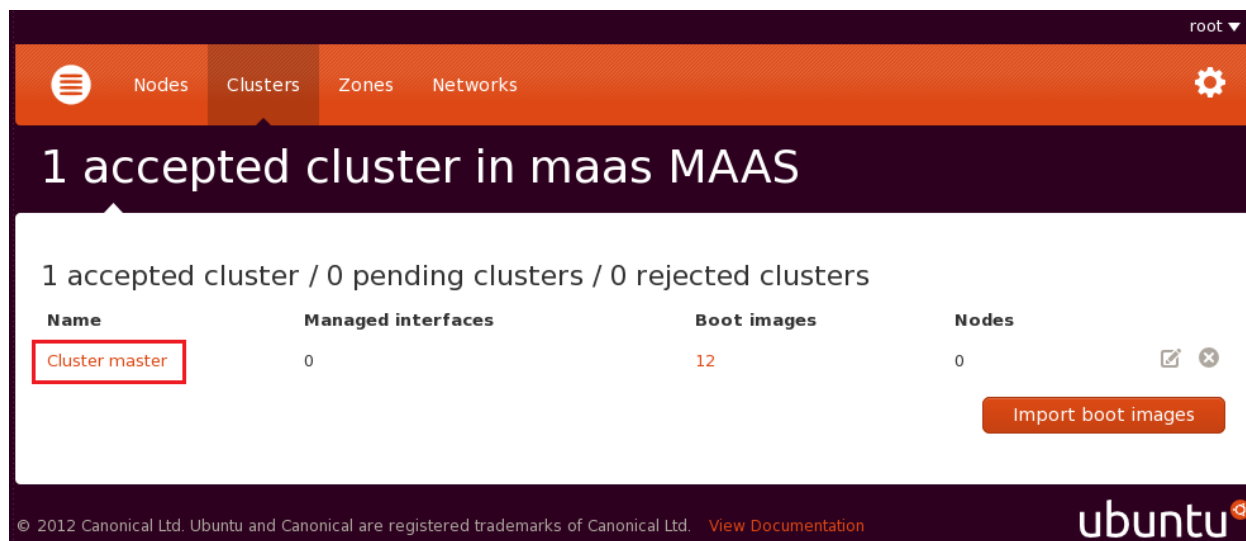 root
Nodes Clusters Zones Networks
1 accepted cluster in maas MAAS
1 accepted cluster / 0 pending clusters / 0 rejected clusters
Name Managed interfaces Boot images Nodes
Cluster master 0 12 0
Import boot images
© 2012 Canonical Ltd. Ubuntu and Canonical are registered trademarks of Canonical Ltd. View Documentation
ubuntu